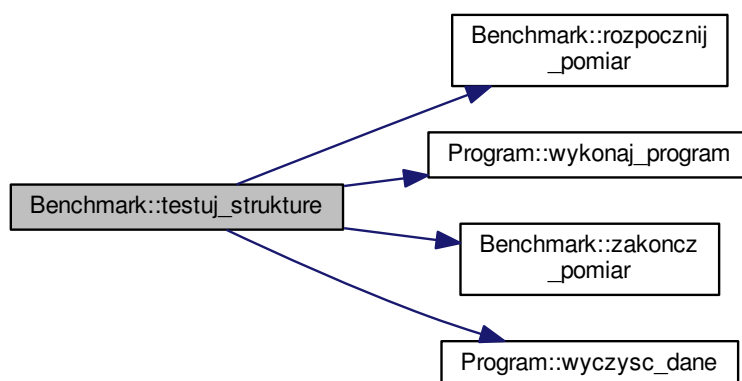 Benchmark::testuj_strukture
Benchmark::rozpocznij
_pomiar
Program::wykonaj_program
Benchmark::zakoncz
_pomiar
Program::wyczysc_dane